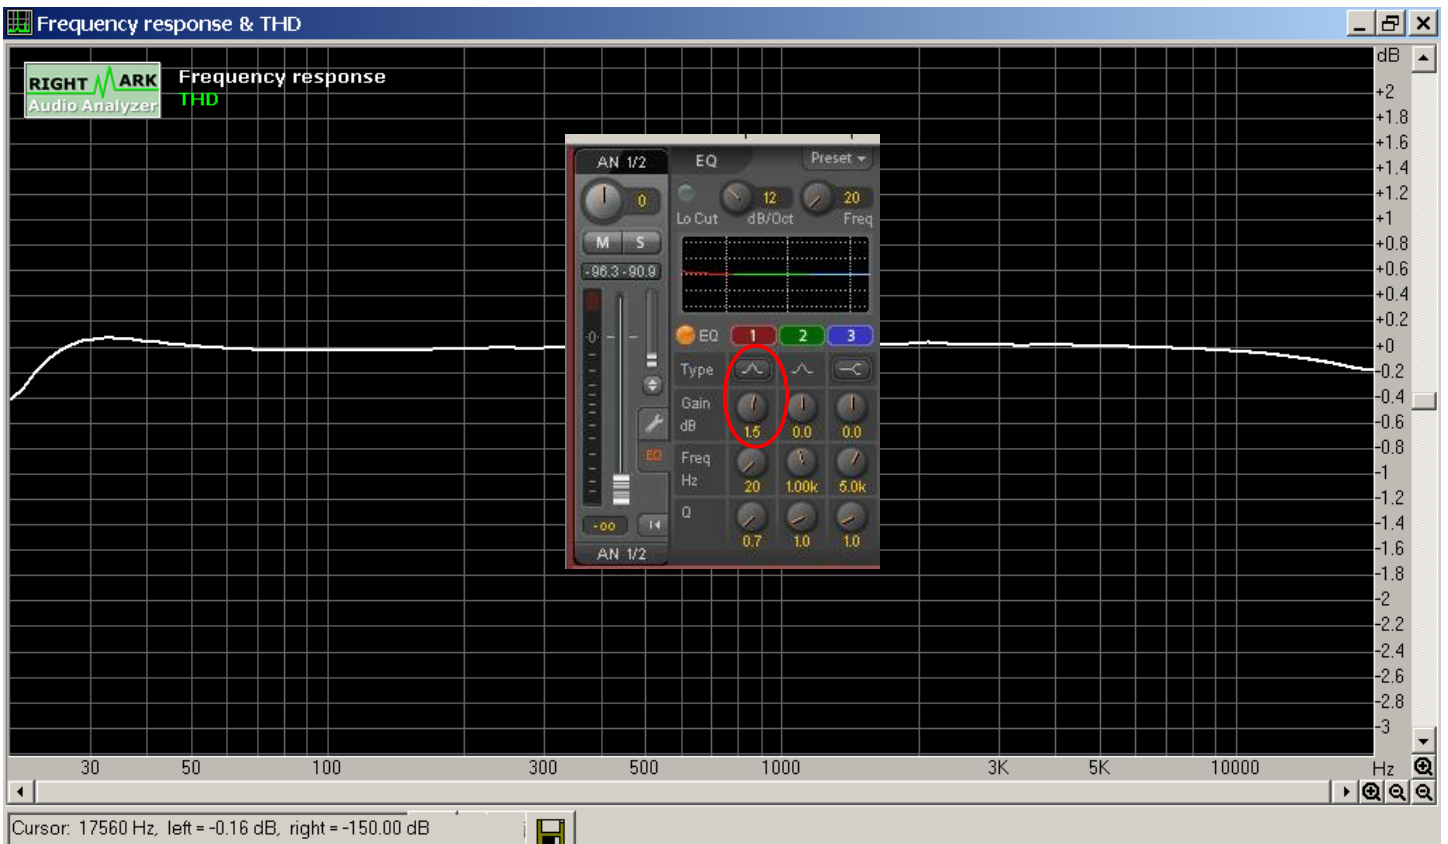 Frequency response & THD
RIGHTMARK
Audio Analyzer
Frequency response
THD
dB
+2
+1.8
+1.6
+1.4
+1.2
+1
+0.8
+0.6
+0.4
+0.2
+0
-0.2
-0.4
-0.6
-0.8
-1
-1.2
-1.4
-1.6
-1.8
-2
-2.2
-2.4
-2.6
-2.8
-3
AN 1/2
0
M S
-96.3 -90.9
-0-
EQ
-oo
AN 1/2
EQ Preset
12 20
Lo Cut dB/Oct Freq
EQ 1 2 3
Type
Gain
dB 1.5 0.0 0.0
Freq
Hz 20 1.00k 5.0k
Q
0.7 1.0 1.0
30 50 100 300 500 1000 3K 5K 10000 Hz
Cursor: 17560 Hz, left = -0.16 dB, right = -150.00 dB